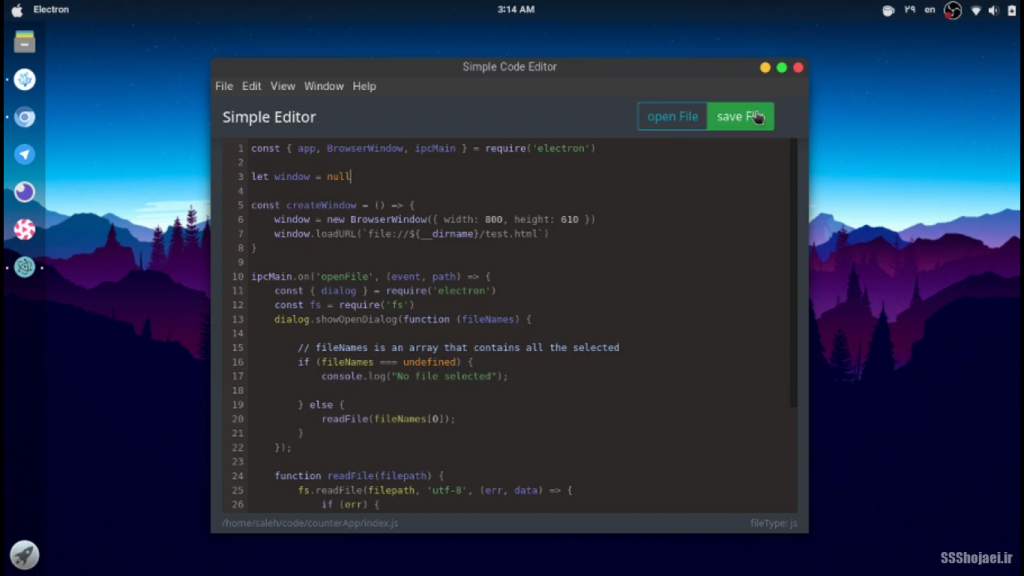 Electron
3:14 AM
۲۹ en
Simple Code Editor
File Edit View Window Help
Simple Editor
open File
save File
1 const { app, BrowserWindow, ipcMain } = require('electron')
2
3 let window = null
4
5 const createWindow = () => {
6 window = new BrowserWindow({ width: 800, height: 610 })
7 window.loadURL(`file://${__dirname}/test.html`)
8 }
9
10 ipcMain.on('openFile', (event, path) => {
11 const { dialog } = require('electron')
12 const fs = require('fs')
13 dialog.showOpenDialog(function (fileNames) {
14
15 // fileNames is an array that contains all the selected
16 if (fileNames === undefined) {
17 console.log("No file selected");
18
19 } else {
20 readFile(fileNames[0]);
21 }
22 });
23
24 function readFile(filepath) {
25 fs.readFile(filepath, 'utf-8', (err, data) => {
26 if (err) {
/home/saleh/code/counterApp/index.js
fileType: js
SSShojaei.ir